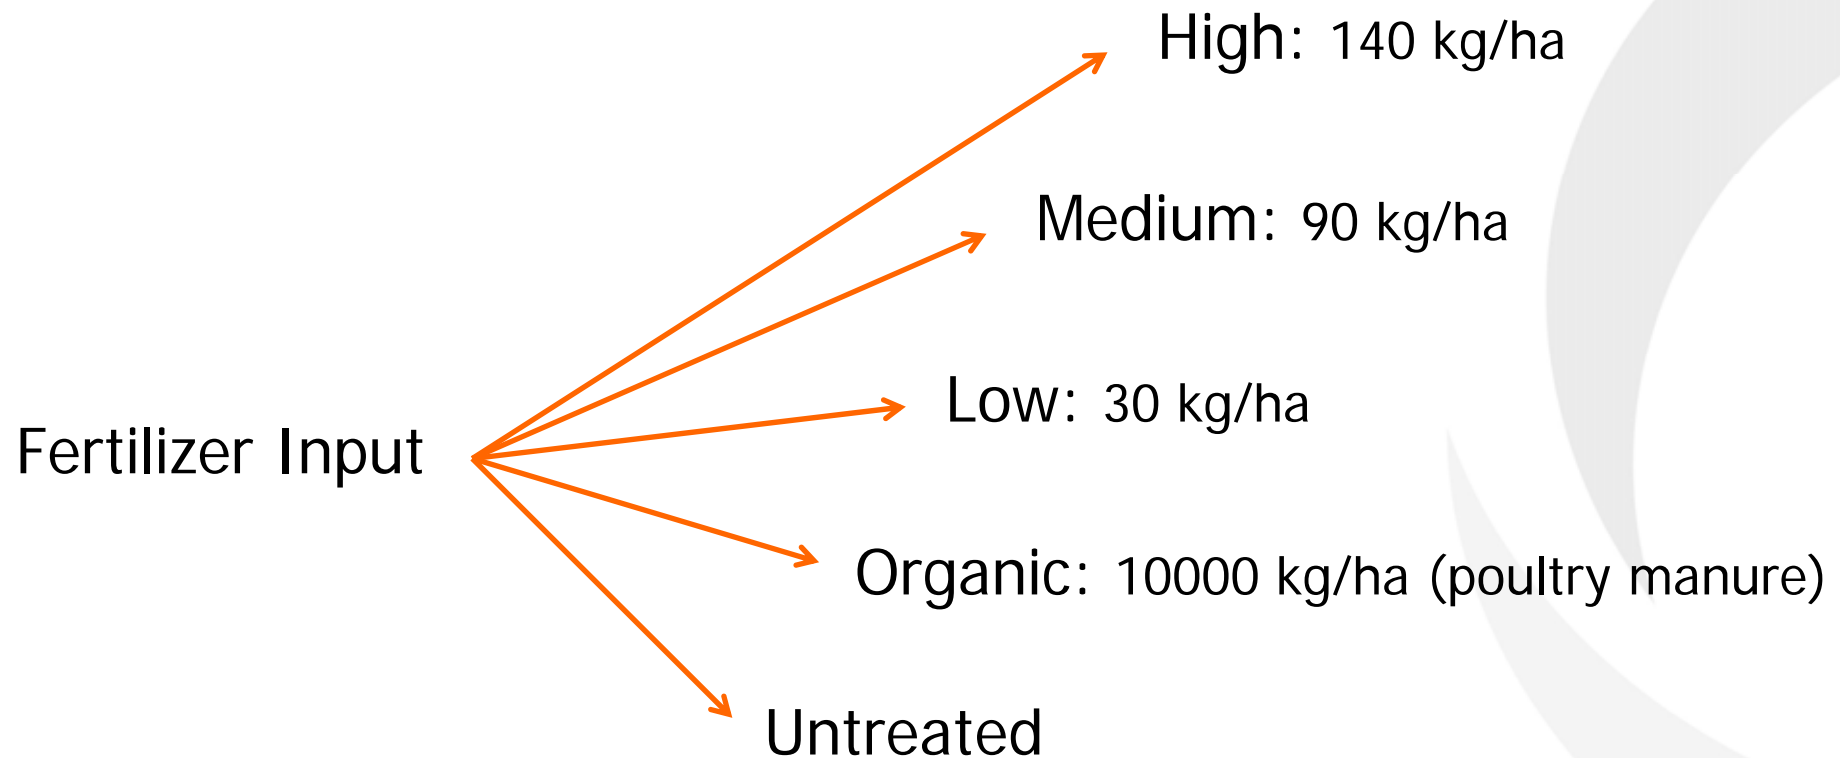 High: 140 kg/ha
Medium: 90 kg/ha
Low: 30 kg/ha
Fertilizer Input
Organic: 10000 kg/ha (poultry manure)
Untreated